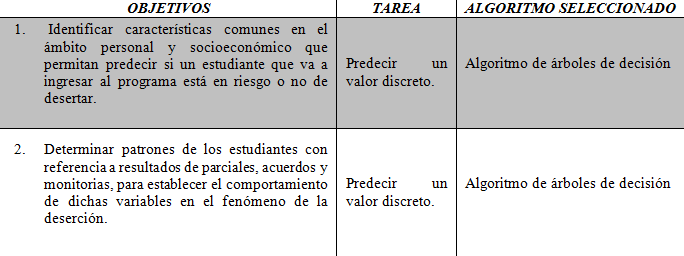 OBJETIVOS TAREA ALGORITMO SELECCIONADO
1. Identificar características comunes en el
ámbito personal y socioeconómico que
permitan predecir si un estudiante que va a
ingresar al programa está en riesgo o no de
desertar.
Predecir un
valor discreto.
Algoritmo de árboles de decisión
2. Determinar patrones de los estudiantes con
referencia a resultados de parciales, acuerdos y
monitorias, para establecer el comportamiento
de dichas variables en el fenómeno de la
deserción.
Predecir un
valor discreto.
Algoritmo de árboles de decisión